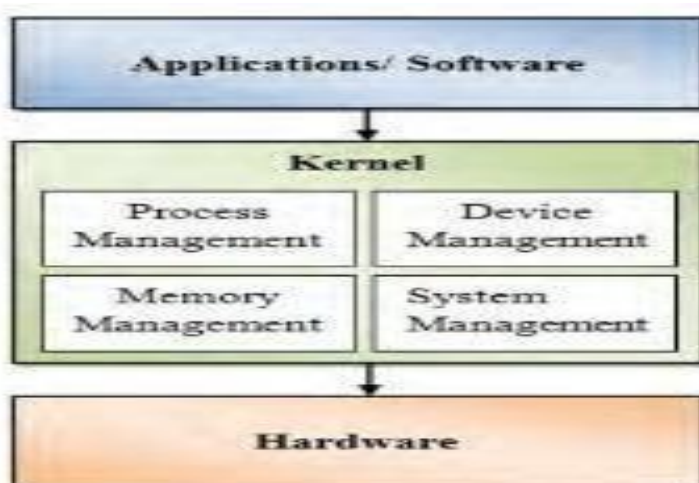 Applications/ Software
Kernel
Process
Management
Device
Management
Memory
Management
System
Management
Hardware